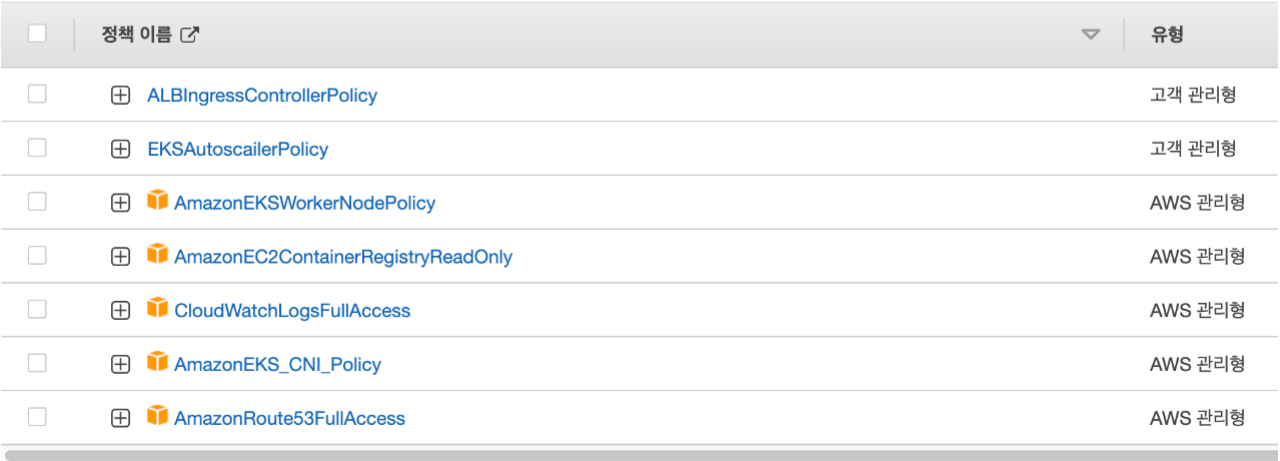 정책 이름 유형
ALBIngressControllerPolicy 고객 관리형
EKSAutoscailerPolicy 고객 관리형
AmazonEKSWorkerNodePolicy AWS 관리형
AmazonEC2ContainerRegistryReadOnly AWS 관리형
CloudWatchLogsFullAccess AWS 관리형
AmazonEKS_CNI_Policy AWS 관리형
AmazonRoute53FullAccess AWS 관리형